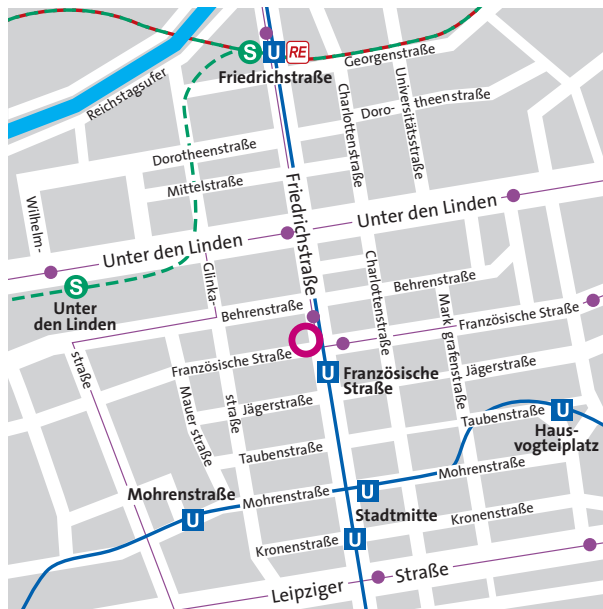 S
U
RE
Friedrichstraße
Georgenstraße
Reichstagsufer
Charlottenstraße
Universitätsstraße
Doro-
theenstraße
Dorotheenstraße
Mittelstraße
Wilhelm-
Friedrichstraße
Unter den Linden
Unter den Linden
S
Unter
den Linden
Glinka-
Charlottenstraße
Behrenstraße
Behrenstraße
Markgrafenstraße
Französische Straße
Französische Straße
straße
U
Französische
Straße
Jägerstraße
Jägerstraße
Mauerstraße
straße
Taubenstraße
Taubenstraße
U
Haus-
vogteiplatz
Mohrenstraße
Mohrenstraße
Mohrenstraße
U
U
Stadtmitte
U
Kronenstraße
Kronenstraße
Leipziger
Straße